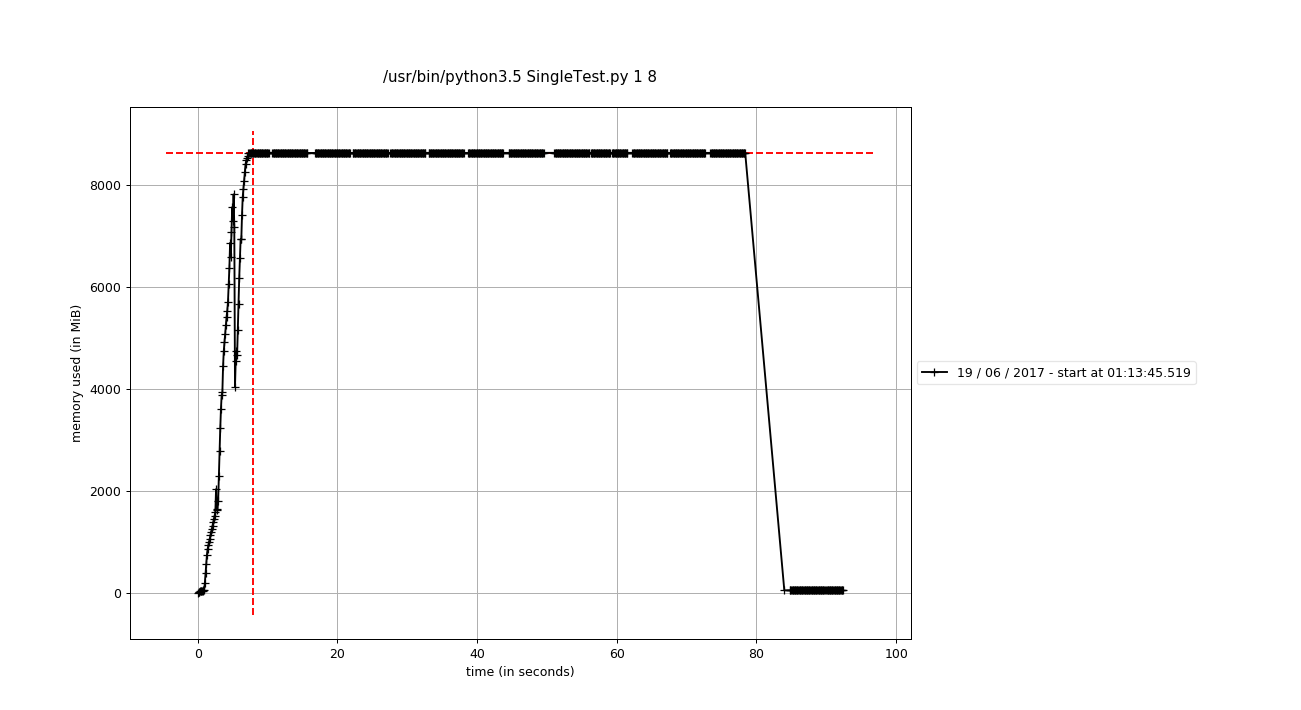 /usr/bin/python3.5 SingleTest.py 1 8
memory used (in MiB)
8000
6000
4000
2000
0
0 20 40 60 80 100
time (in seconds)
19 / 06 / 2017 - start at 01:13:45.519